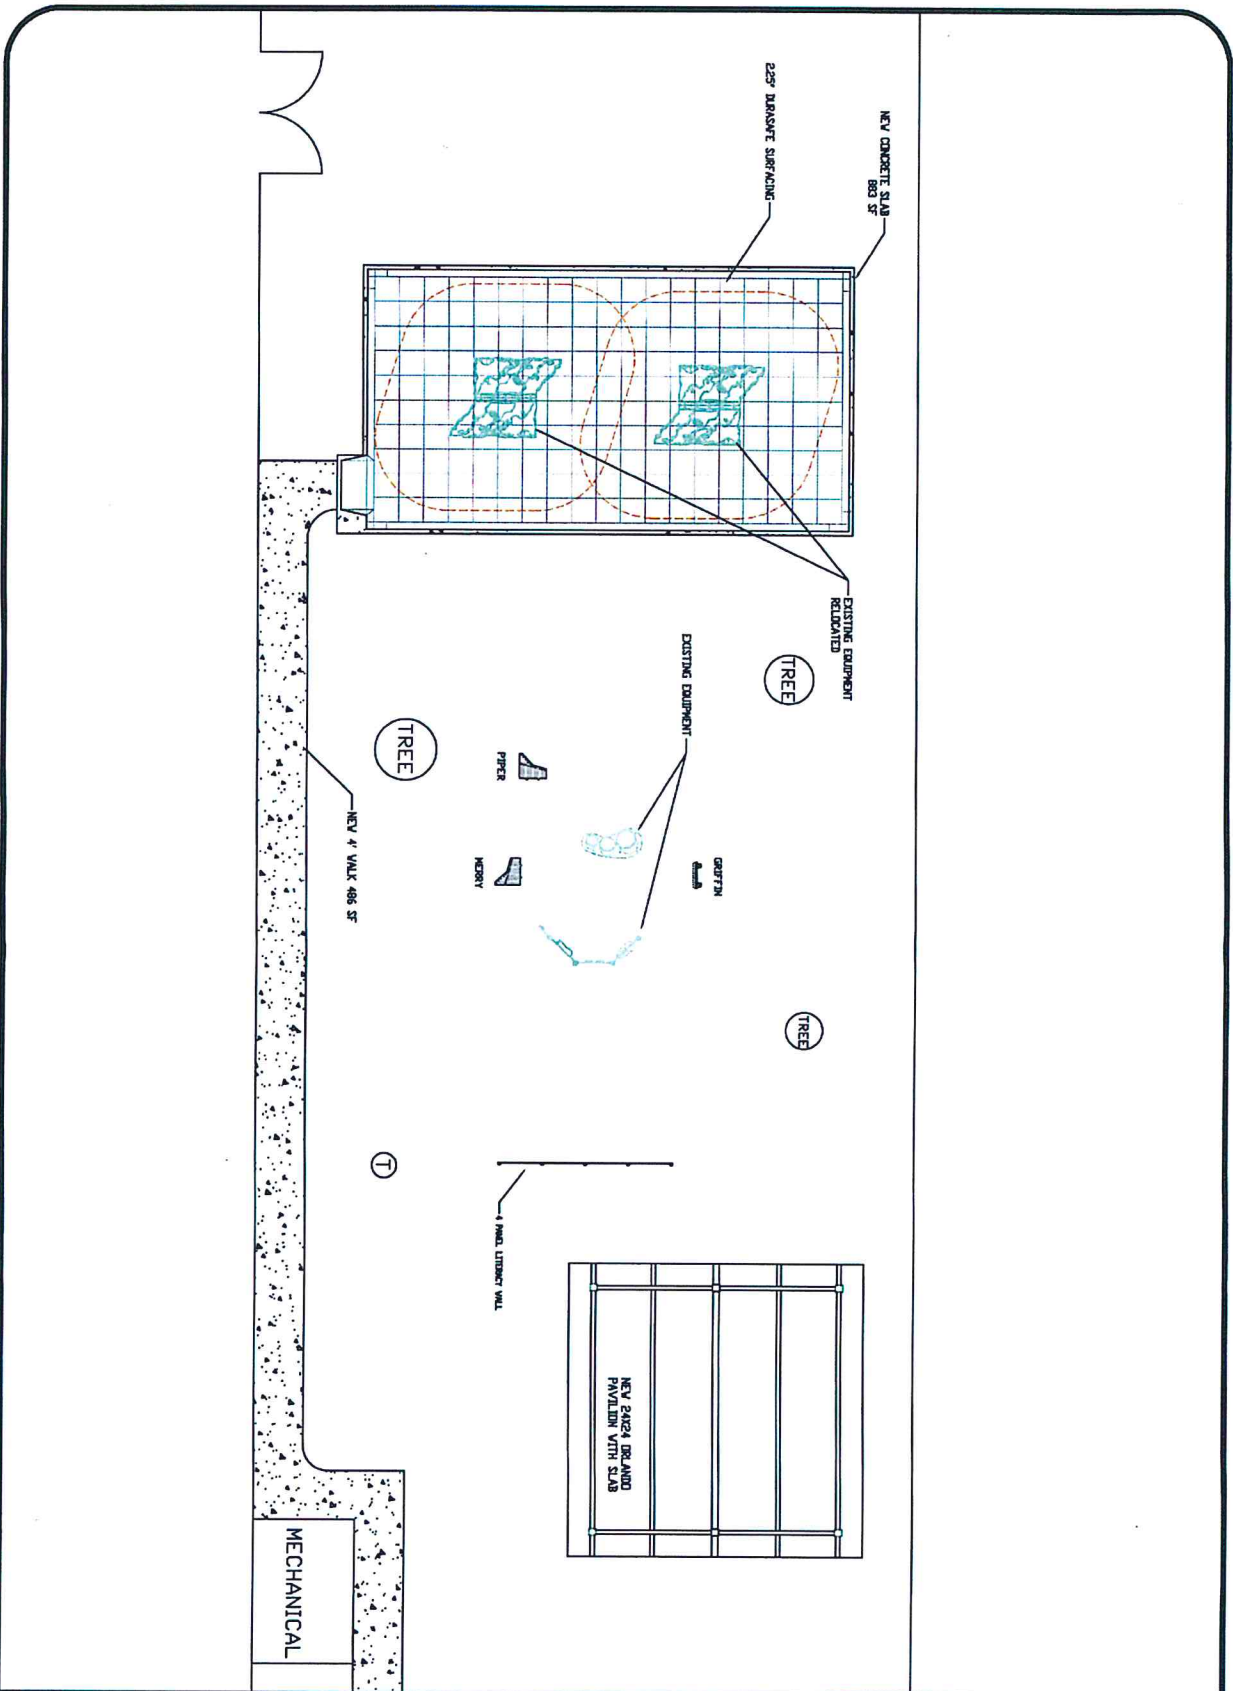 NEW CONCRETE SLAB
883 SF
2.25" DURASAFE SURFACING
EXISTING EQUIPMENT
RELOCATED
TREE
EXISTING EQUIPMENT
TREE
PIPER
GRIFFIN
MERRY
NEW 4' WALK 486 SF
TREE
T
4 PANEL LITERACY WALL
NEW 24X24 ORLANDO
PAVILION WITH SLAB
MECHANICAL